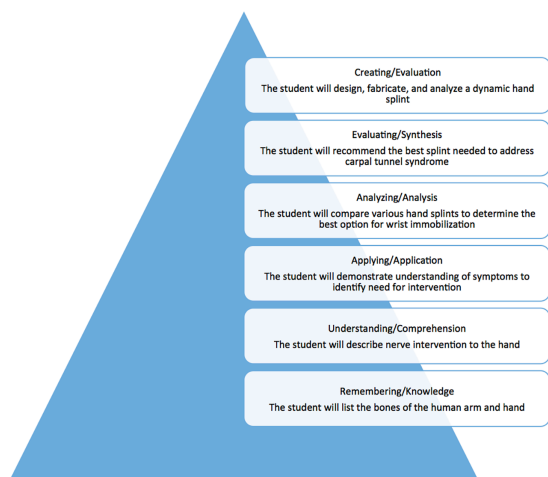 Creating/Evaluation
The student will design, fabricate, and analyze a dynamic hand
splint
Evaluating/Synthesis
The student will recommend the best splint needed to address
carpal tunnel syndrome
Analyzing/Analysis
The student will compare various hand splints to determine the
best option for wrist immobilization
Applying/Application
The student will demonstrate understanding of symptoms to
identify need for intervention
Understanding/Comprehension
The student will describe nerve intervention to the hand
Remembering/Knowledge
The student will list the bones of the human arm and hand